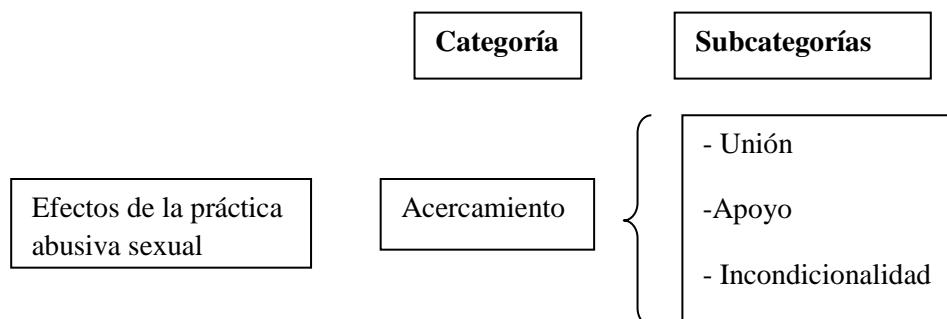 Categoría
Subcategorías
Efectos de la práctica
abusiva sexual
Acercamiento
- Unión
-Apoyo
- Incondicionalidad